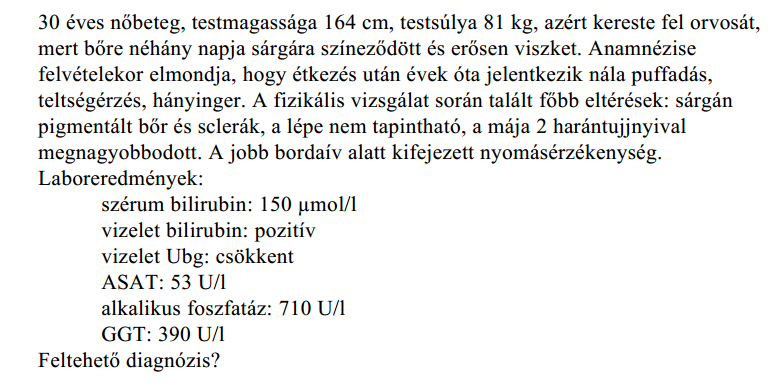 30 éves nőbeteg, testmagassága 164 cm, testsúlya 81 kg, azért kereste fel orvosát,
mert bőre néhány napja sárgára színeződött és erősen viszket. Anamnézise
felvételekor elmondja, hogy étkezés után évek óta jelentkezik nála puffadás,
teltségérzés, hányinger. A fizikális vizsgálat során talált főbb eltérések: sárgán
pigmentált bőr és sclerák, a lépe nem tapintható, a mája 2 harántujjnyival
megnagyobbodott. A jobb bordaív alatt kifejezett nyomásérzékenység.
Laboreredmények:
szérum bilirubin: 150 μmol/l
vizelet bilirubin: pozitív
vizelet Ubg: csökkent
ASAT: 53 U/l
alkalikus foszfatáz: 710 U/l
GGT: 390 U/l
Feltehető diagnózis?